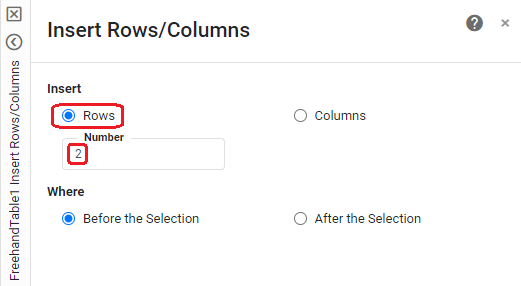 Insert Rows/Columns
FreehandTable1 Insert Rows/Columns
Insert
Rows
Columns
Number
2
Where
Before the Selection
After the Selection